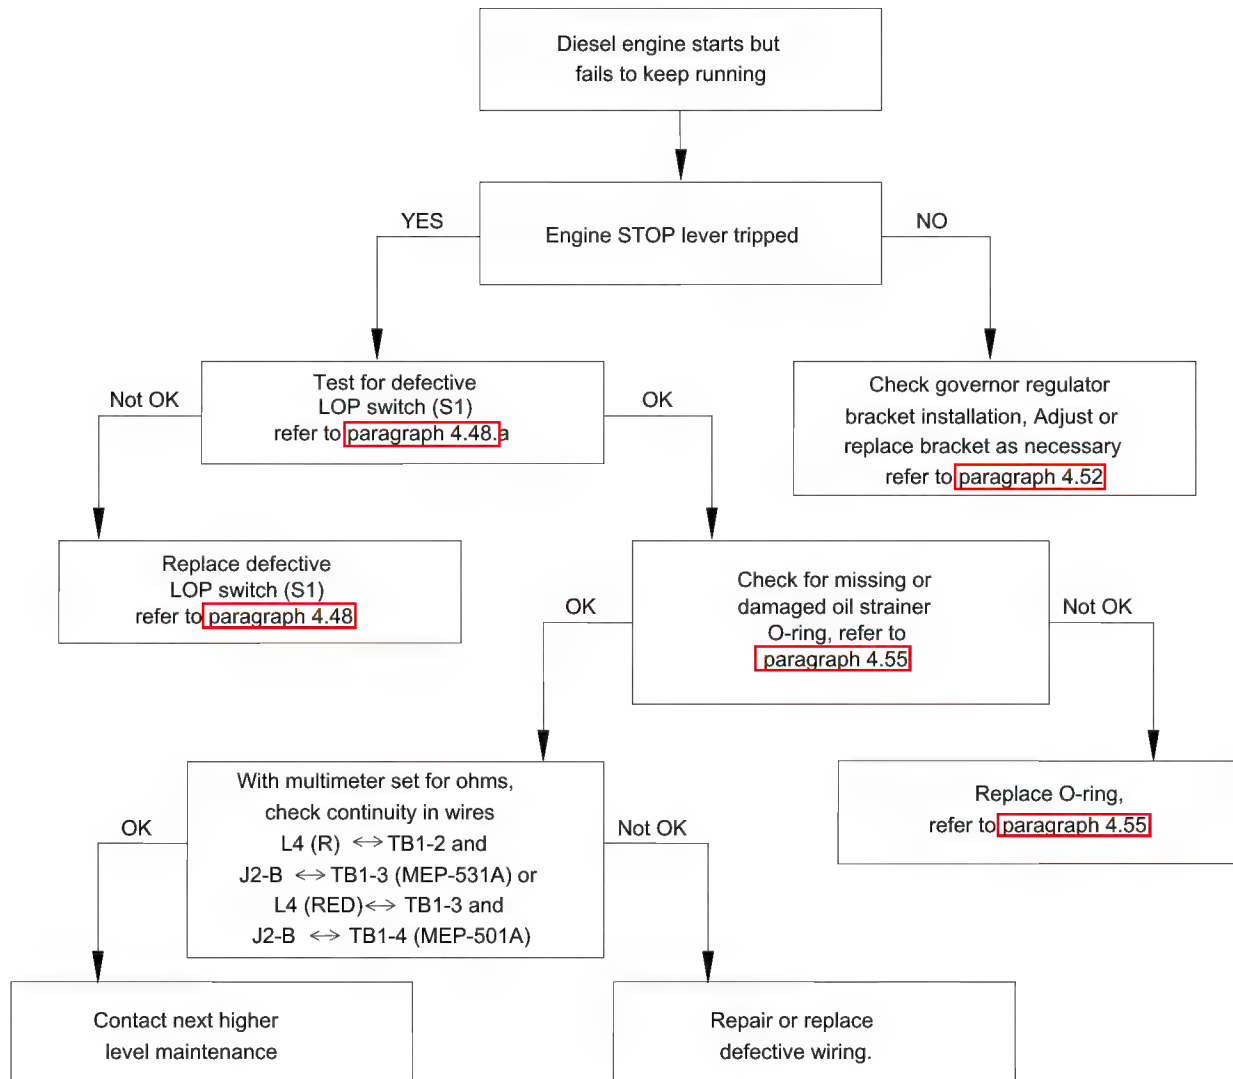 Diesel engine starts but
fails to keep running
YES
Engine STOP lever tripped
NO
Not OK
Test for defective
LOP switch (S1)
refer to paragraph 4.48.a
OK
Check governor regulator
bracket installation, Adjust or
replace bracket as necessary
refer to paragraph 4.52
Replace defective
LOP switch (S1)
refer to paragraph 4.48
OK
Check for missing or
damaged oil strainer
O-ring, refer to
paragraph 4.55
Not OK
OK
With multimeter set for ohms,
check continuity in wires
L4 (R) ↔ TB1-2 and
J2-B ↔ TB1-3 (MEP-531A) or
L4 (RED) ↔ TB1-3 and
J2-B ↔ TB1-4 (MEP-501A)
Not OK
Replace O-ring,
refer to paragraph 4.55
Contact next higher
level maintenance
Repair or replace
defective wiring.